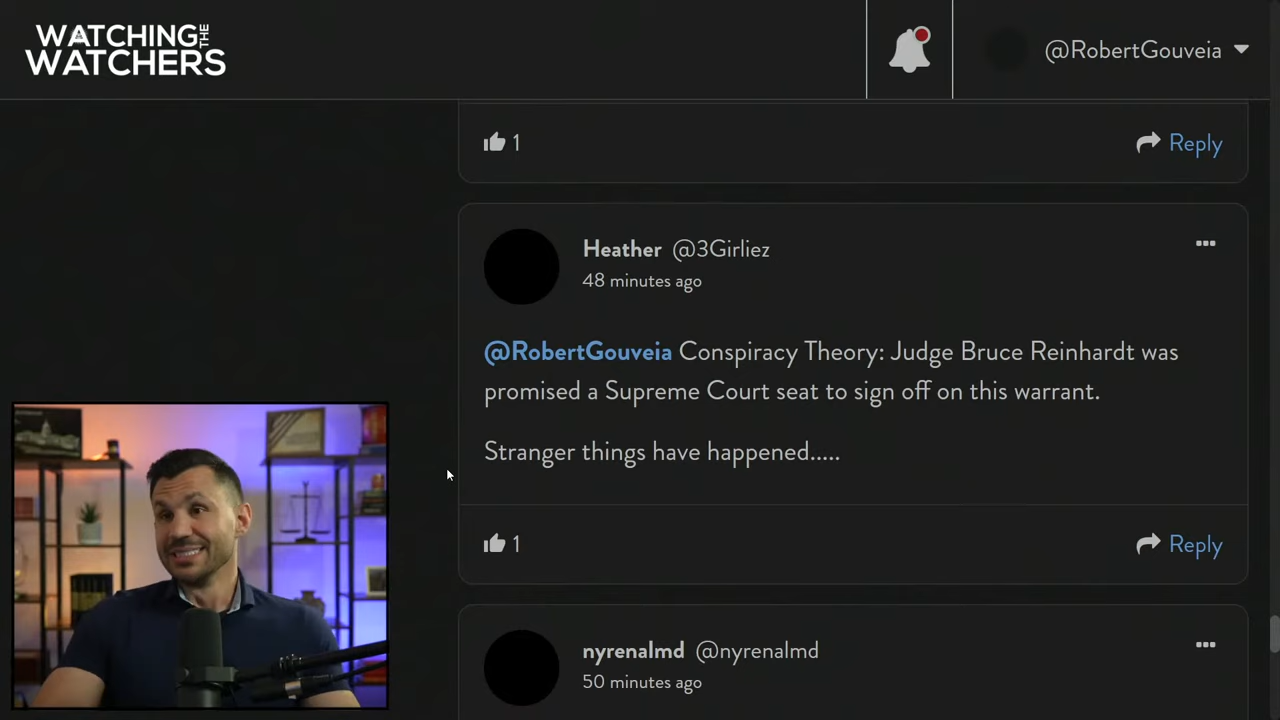 WATCHING THE
WATCHERS
@RobertGouveia
1
Reply
Heather @3Girliez
48 minutes ago
@RobertGouveia Conspiracy Theory: Judge Bruce Reinhardt was
promised a Supreme Court seat to sign off on this warrant.
Stranger things have happened.....
1
Reply
nyrenalmd @nyrenalmd
50 minutes ago